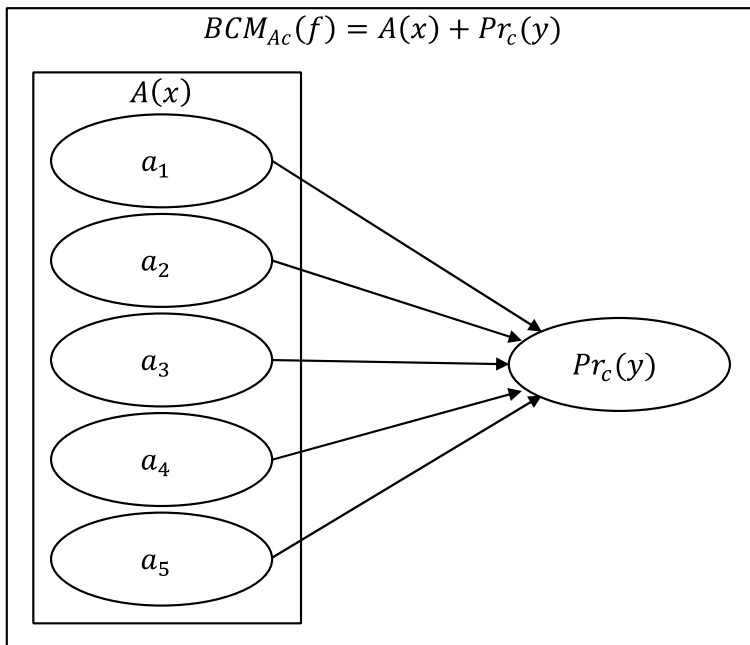 BCM_{Ac}(f) = A(x) + Pr_c(y)
A(x)
a_1
a_2
a_3
a_4
a_5
Pr_c(y)